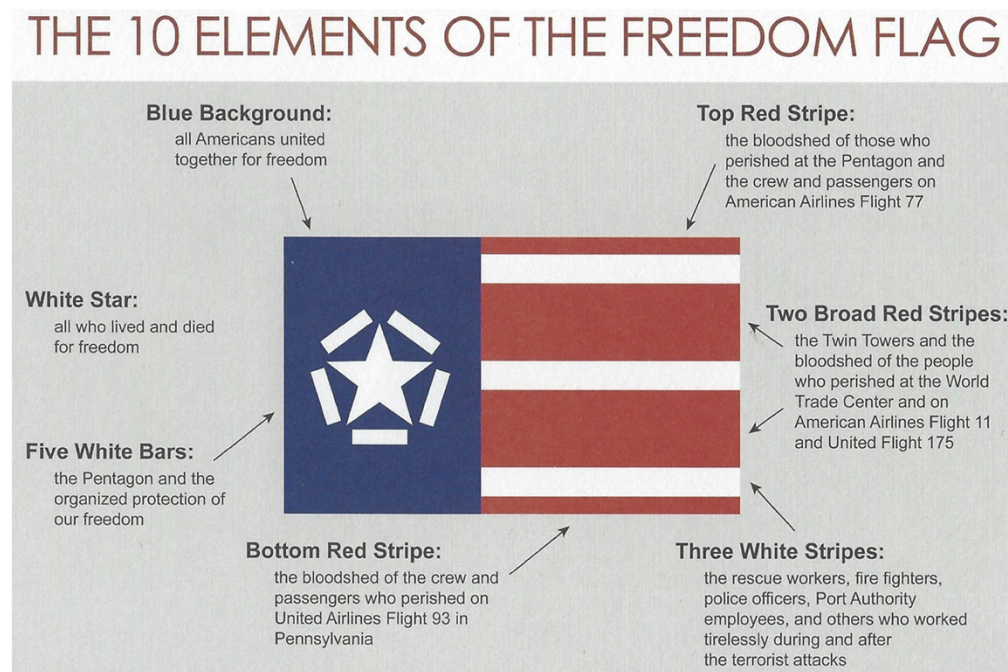 THE 10 ELEMENTS OF THE FREEDOM FLAG
Blue Background:
all Americans united
together for freedom
Top Red Stripe:
the bloodshed of those who
perished at the Pentagon and
the crew and passengers on
American Airlines Flight 77
White Star:
all who lived and died
for freedom
Two Broad Red Stripes:
the Twin Towers and the
bloodshed of the people
who perished at the World
Trade Center and on
American Airlines Flight 11
and United Flight 175
Five White Bars:
the Pentagon and the
organized protection of
our freedom
Bottom Red Stripe:
the bloodshed of the crew and
passengers who perished on
United Airlines Flight 93 in
Pennsylvania
Three White Stripes:
the rescue workers, fire fighters,
police officers, Port Authority
employees, and others who worked
tirelessly during and after
the terrorist attacks